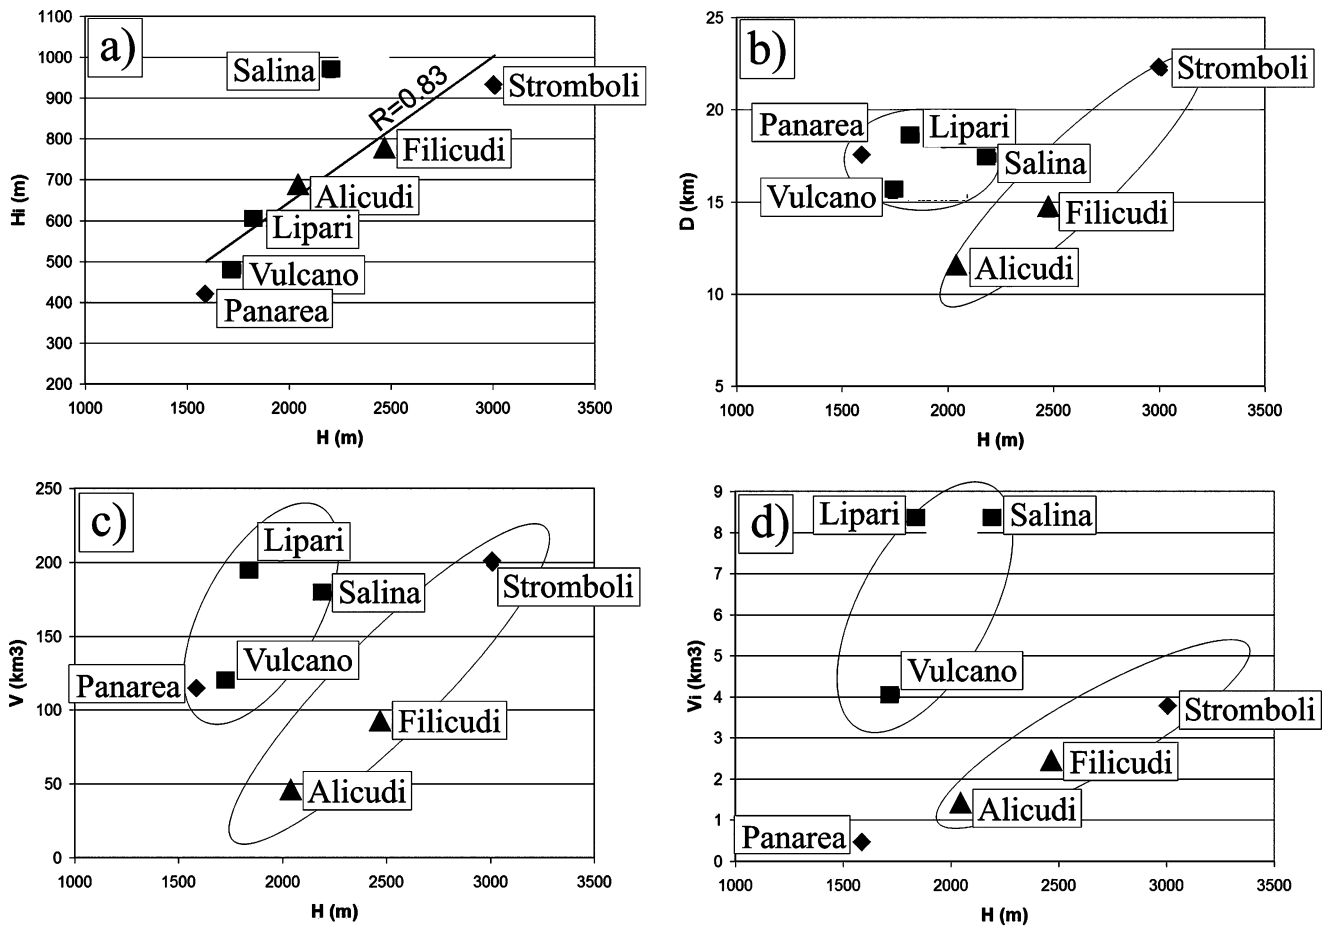 a)
1100
1000
900
800
700
600
500
400
300
200
Hi (m)
Salina
R=0.83
Stromboli
Filicudi
Alicudi
Lipari
Vulcano
Panarea
1000 1500 2000 2500 3000 3500
H (m)
b)
25
20
15
10
5
D (km)
Stromboli
Panarea
Lipari
Salina
Vulcano
Filicudi
Alicudi
1000 1500 2000 2500 3000 3500
H (m)
c)
250
200
150
100
50
0
V (km3)
Lipari
Salina
Stromboli
Vulcano
Panarea
Filicudi
Alicudi
1000 1500 2000 2500 3000 3500
H (m)
d)
9
8
7
6
5
4
3
2
1
0
Vi (km3)
Lipari
Salina
Vulcano
Stromboli
Filicudi
Alicudi
Panarea
1000 1500 2000 2500 3000 3500
H (m)